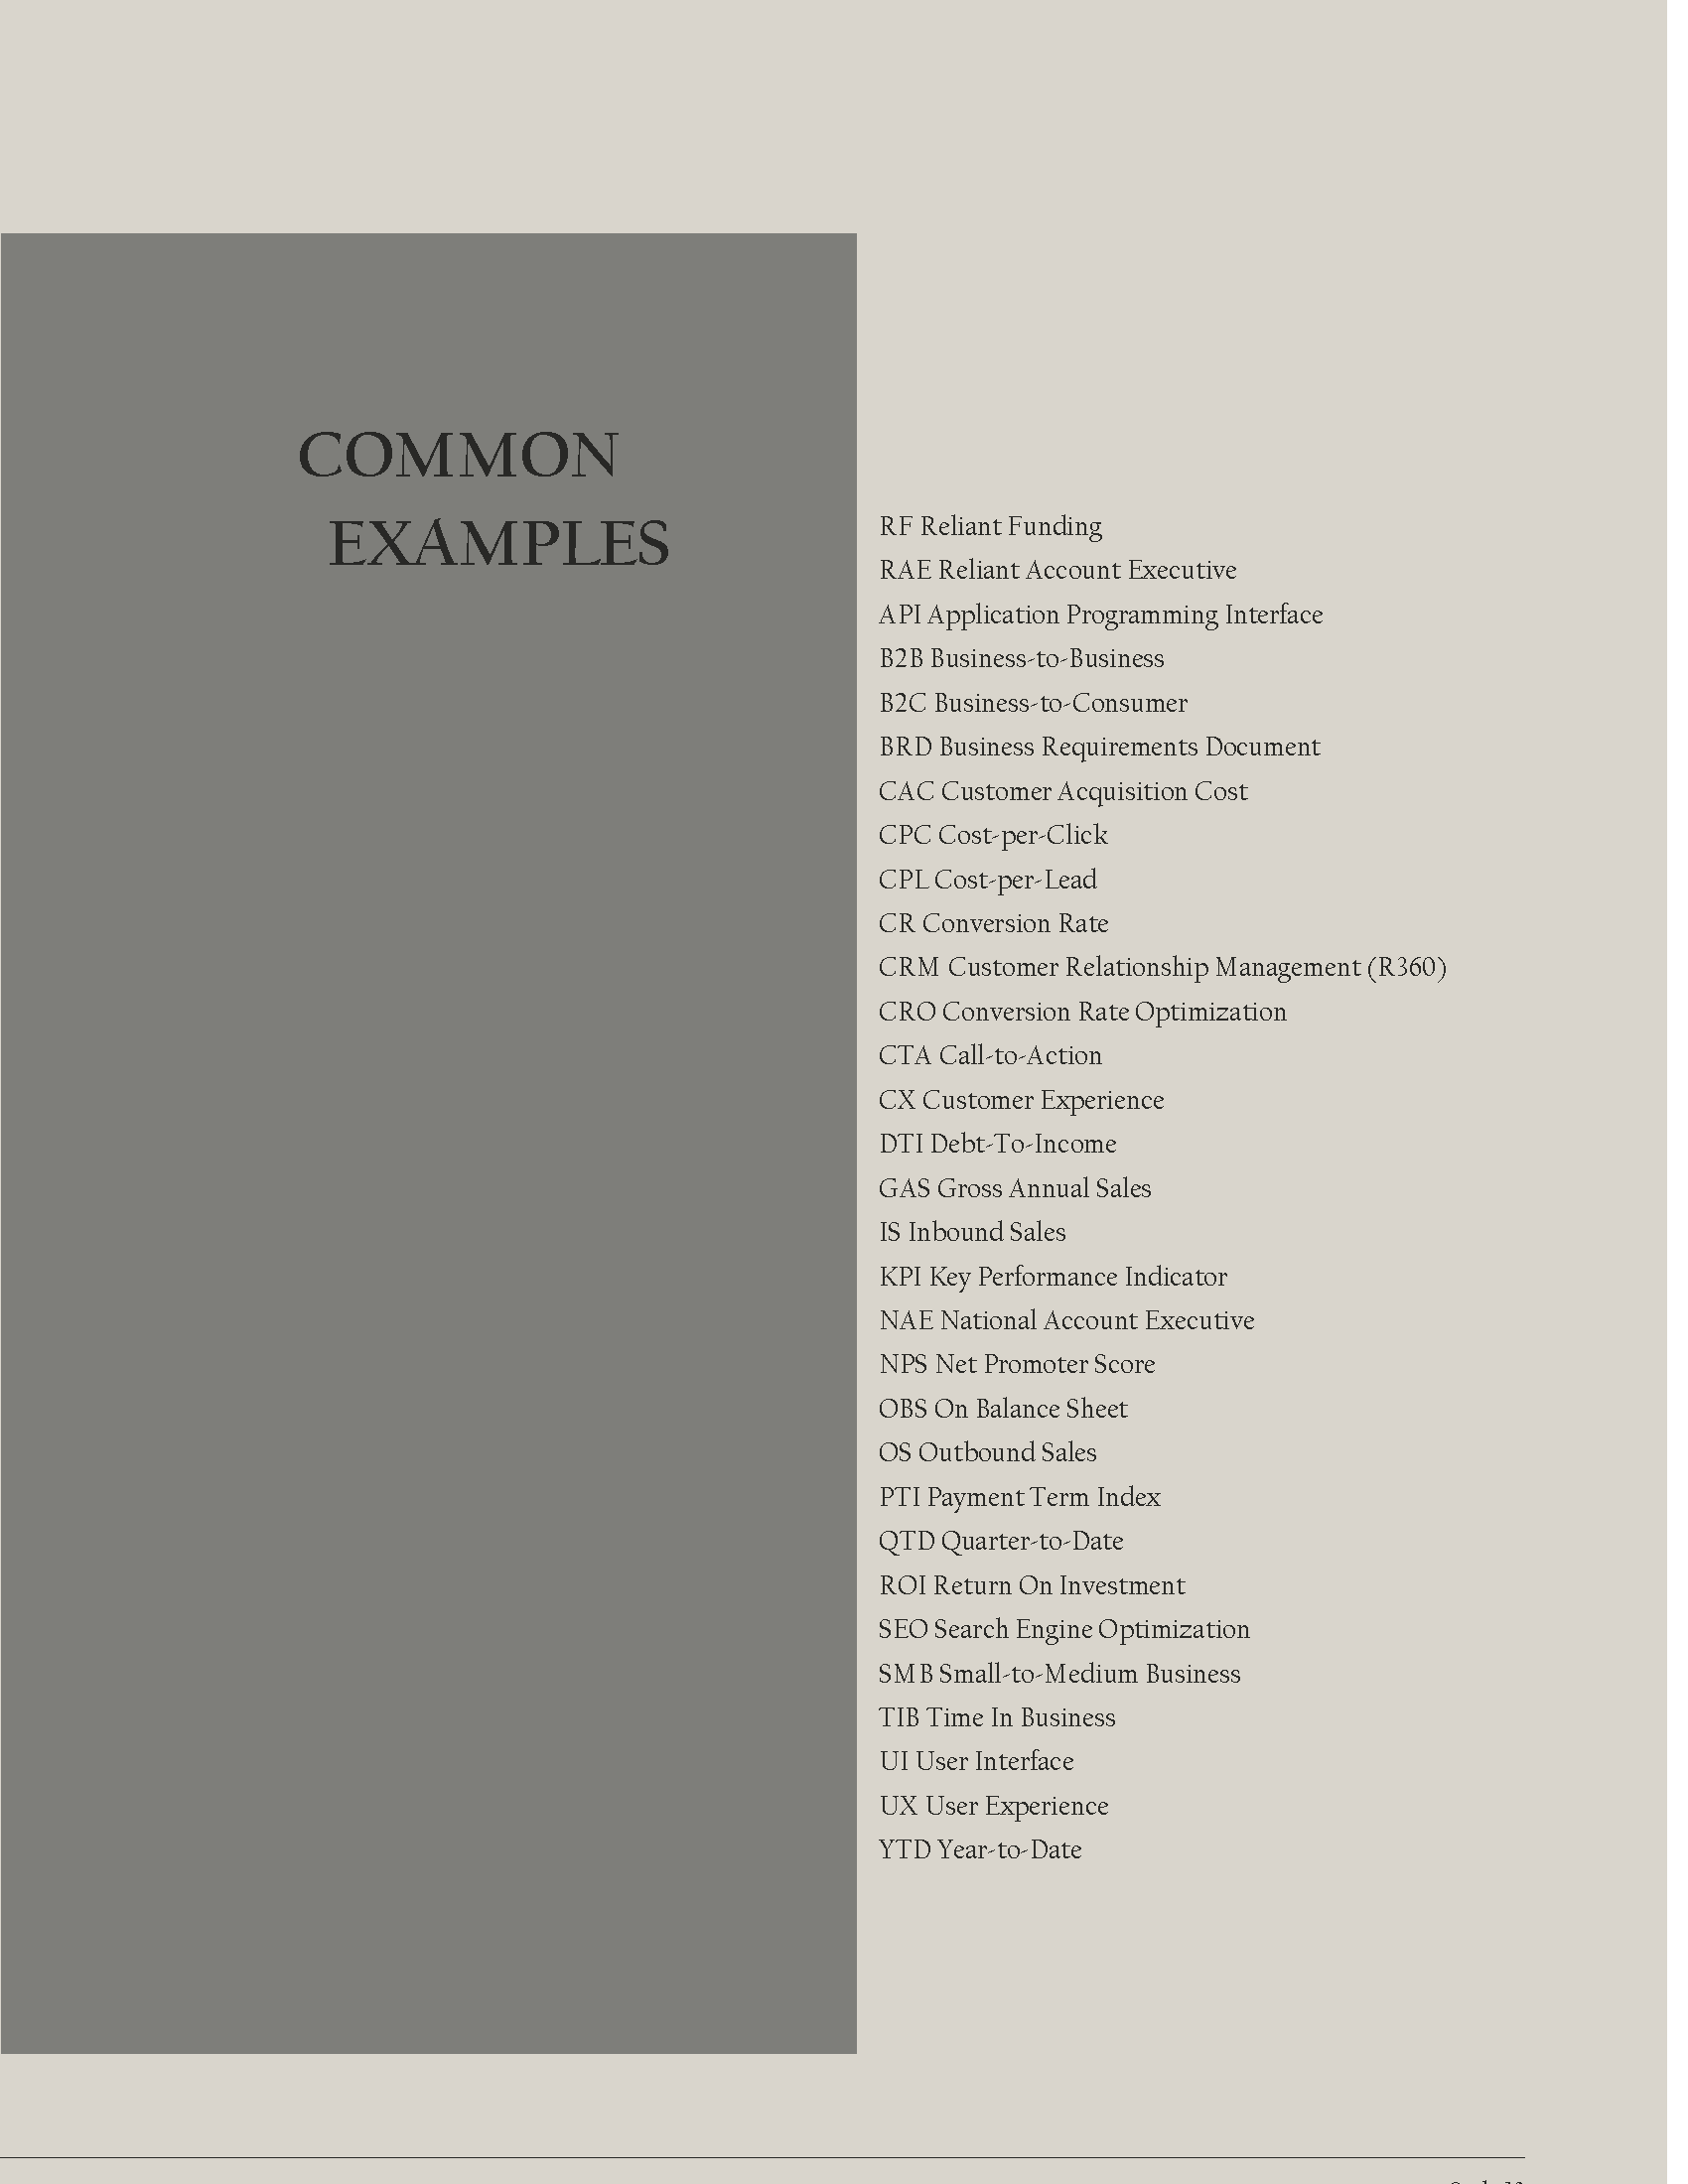 COMMON
EXAMPLES
RF Reliant Funding
RAE Reliant Account Executive
API Application Programming Interface
B2B Business-to-Business
B2C Business-to-Consumer
BRD Business Requirements Document
CAC Customer Acquisition Cost
CPC Cost-per-Click
CPL Cost-per-Lead
CR Conversion Rate
CRM Customer Relationship Management (R360)
CRO Conversion Rate Optimization
CTA Call-to-Action
CX Customer Experience
DTI Debt-To-Income
GAS Gross Annual Sales
IS Inbound Sales
KPI Key Performance Indicator
NAE National Account Executive
NPS Net Promoter Score
OBS On Balance Sheet
OS Outbound Sales
PTI Payment Term Index
QTD Quarter-to-Date
ROI Return On Investment
SEO Search Engine Optimization
SMB Small-to-Medium Business
TIB Time In Business
UI User Interface
UX User Experience
YTD Year-to-Date